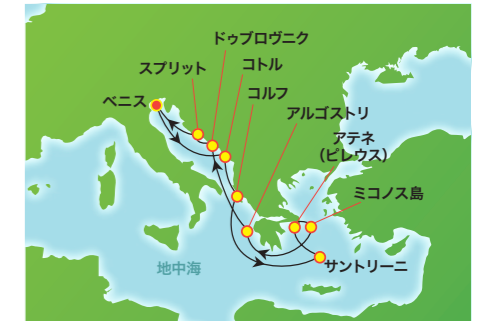 ドゥブロヴニク
スプリット
コトル
ベニス
コルフ
アルゴストリ
アテネ
(ピレウス)
ミコノス島
サントリーニ
地中海